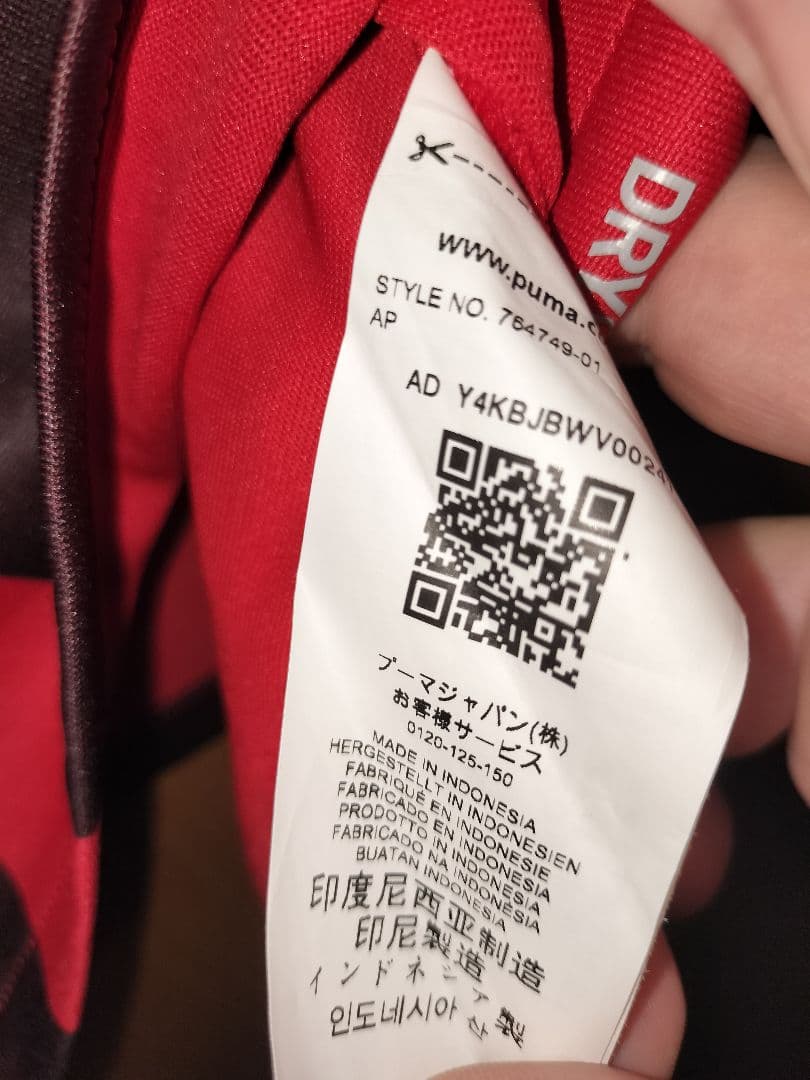 DRY
www.puma.c
STYLE NO. 764749-01
AP
AD Y4KBJBWV0024
プーマジャパン(株)
お客様サービス
0120-125-150
MADE IN INDONESIA
HERGESTELLT IN INDONESIEN
FABRIQUÉ EN INDONESIE
FABRICADO EN INDONESIA
PRODOTTO IN INDONESIA
FABRICADO NA INDONÉSIA
BUATAN INDONESIA
印度尼西亚制造
印尼製造
インドネシア製
인도네시아 산